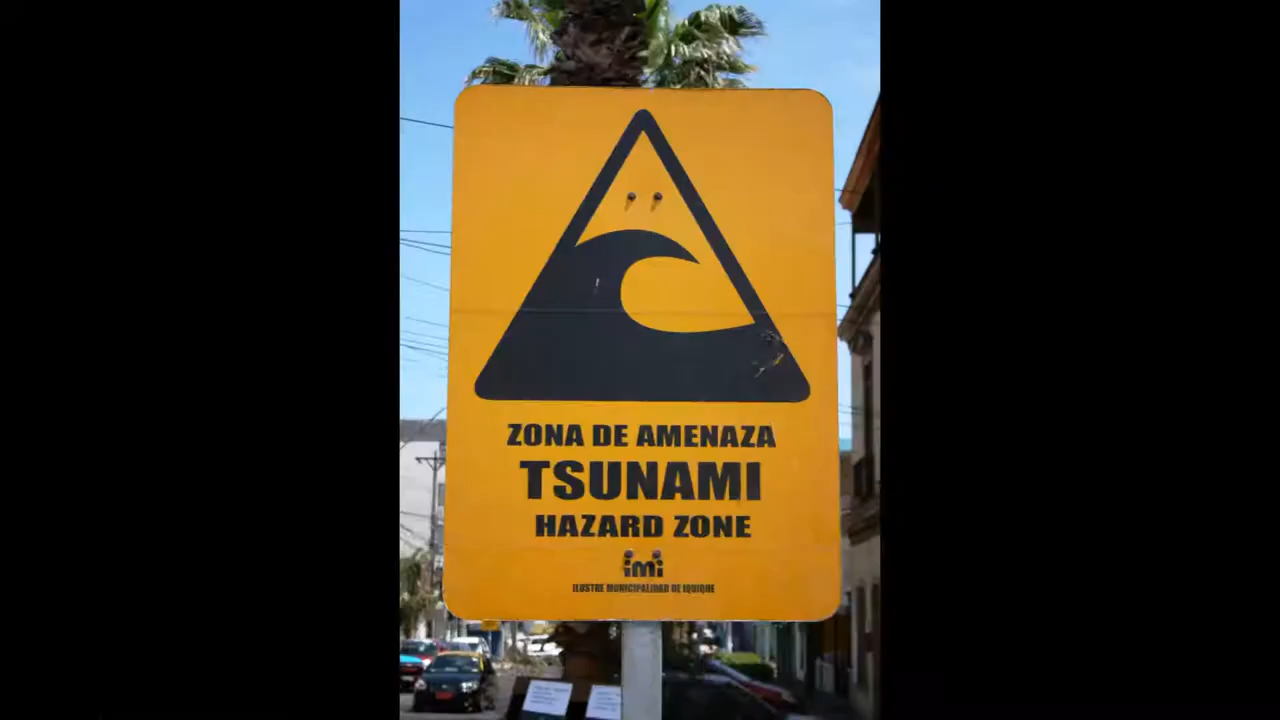 ZONA DE AMENAZA
TSUNAMI
HAZARD ZONE
imi
ILUSTRE MUNICIPALIDAD DE IQUIQUE